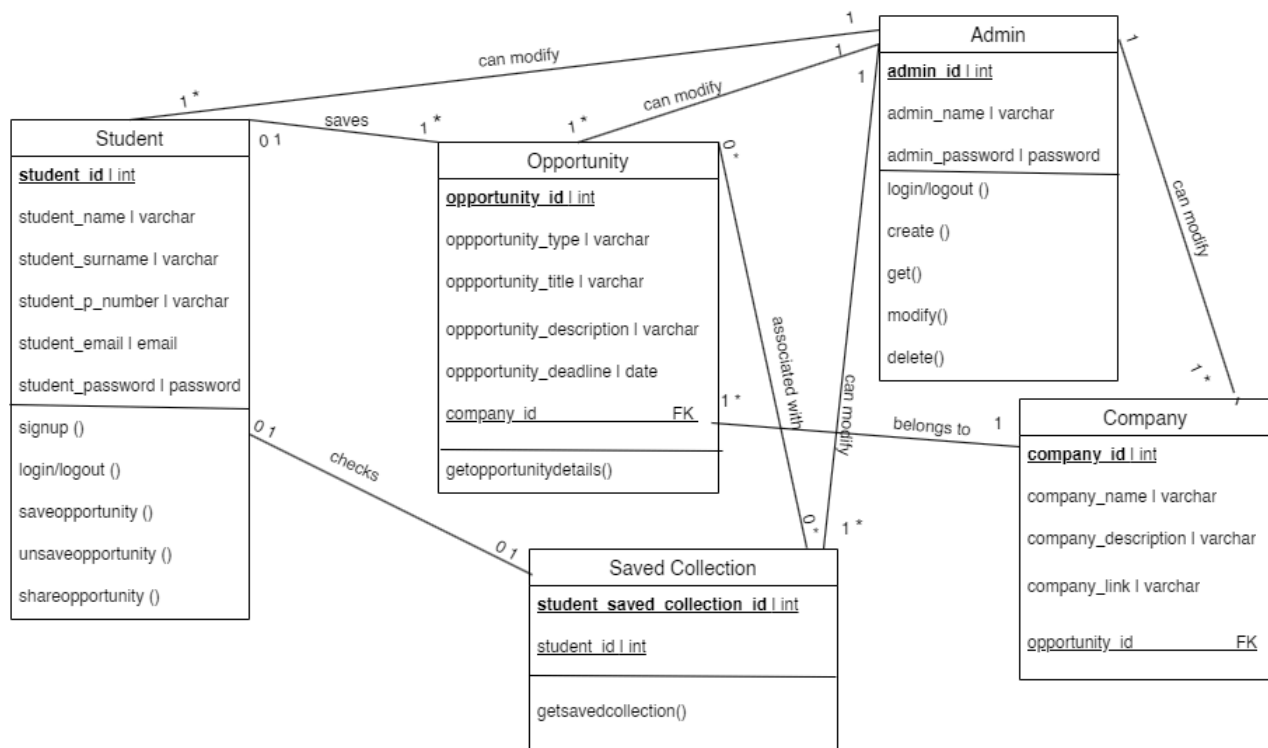 Admin
admin_id | int
admin_name | varchar
admin_password | password
login/logout ()
create ()
get()
modify()
delete()
1
can modify
1 *
1
can modify
1 *
1
can modify
1 *
1
can modify
1 *
Student
student_id | int
student_name | varchar
student_surname | varchar
student_p_number | varchar
student_email | email
student_password | password
signup ()
login/logout ()
saveopportunity ()
unsaveopportunity ()
shareopportunity ()
0 1
saves
1 *
Opportunity
opportunity_id | int
oppportunity_type | varchar
oppportunity_title | varchar
oppportunity_description | varchar
oppportunity_deadline | date
company_id FK
getopportunitydetails()
0 *
associated with
0 *
1 *
belongs to
1
Company
company_id | int
company_name | varchar
company_description | varchar
company_link | varchar
opportunity_id FK
0 1
checks
0 1
Saved Collection
student_saved_collection_id | int
student_id | int
getsavedcollection()